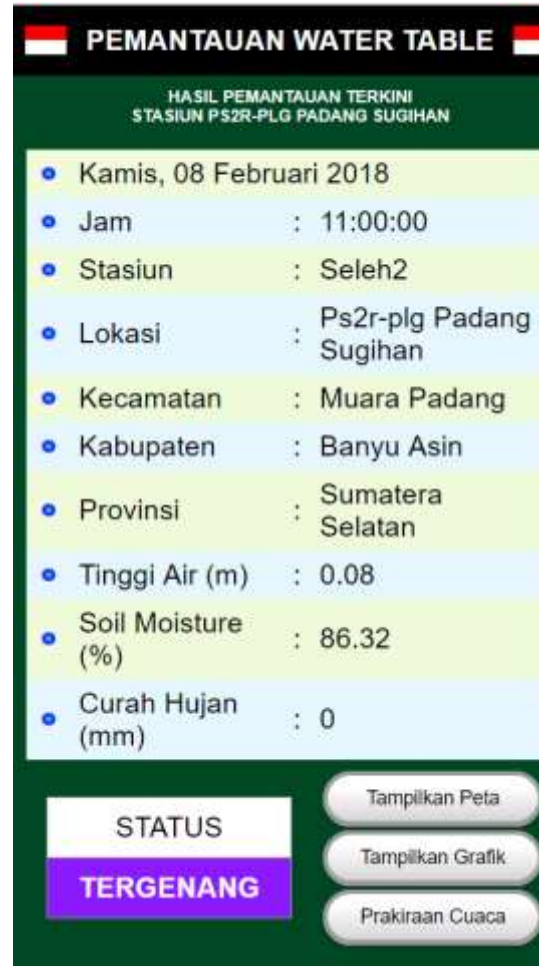 PEMANTAUAN WATER TABLE
HASIL PEMANTAUAN TERKINI
STASIUN PS2R-PLG PADANG SUGIHAN
Kamis, 08 Februari 2018
Jam : 11:00:00
Stasiun : Seleh2
Lokasi : Ps2r-plg Padang
Sugihan
Kecamatan : Muara Padang
Kabupaten : Banyu Asin
Provinsi : Sumatera
Selatan
Tinggi Air (m) : 0.08
Soil Moisture
(%) : 86.32
Curah Hujan
(mm) : 0
STATUS
TERGENANG
Tampilkan Peta
Tampilkan Grafik
Prakiraan Cuaca